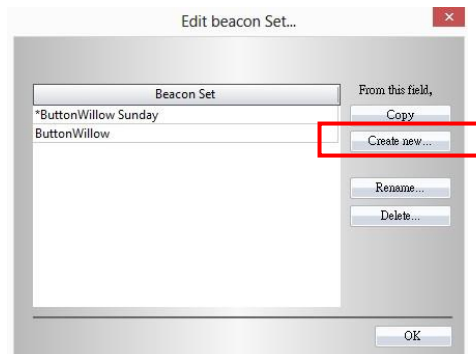 Edit beacon Set...
Beacon Set
*ButtonWillow Sunday
ButtonWillow
From this field,
Copy
Create new...
Rename...
Delete...
OK